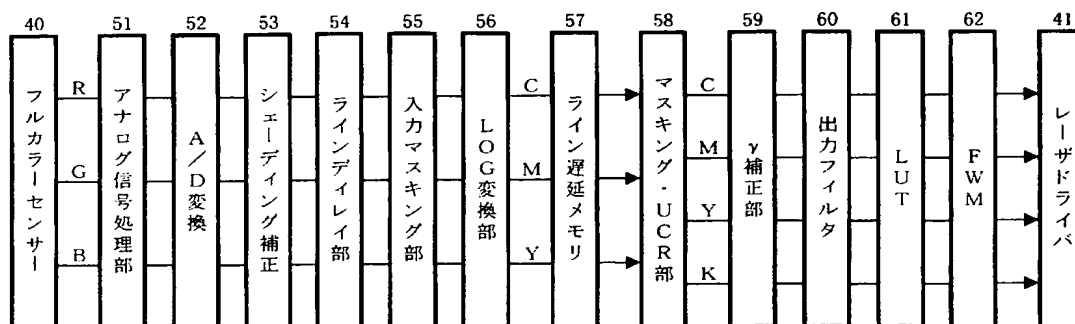 40
51
52
53
54
55
56
57
58
59
60
61
62
41
フルカラーセンサー
R
G
B
アナログ信号処理部
A/D変換
シェーディング補正
ラインディレイ部
入力マスキング部
LOG変換部
C
M
Y
ライン遅延メモリ
マスキング・UCR部
C
M
Y
K
γ補正部
出力フィルタ
LUT
FWM
レーザドライバ